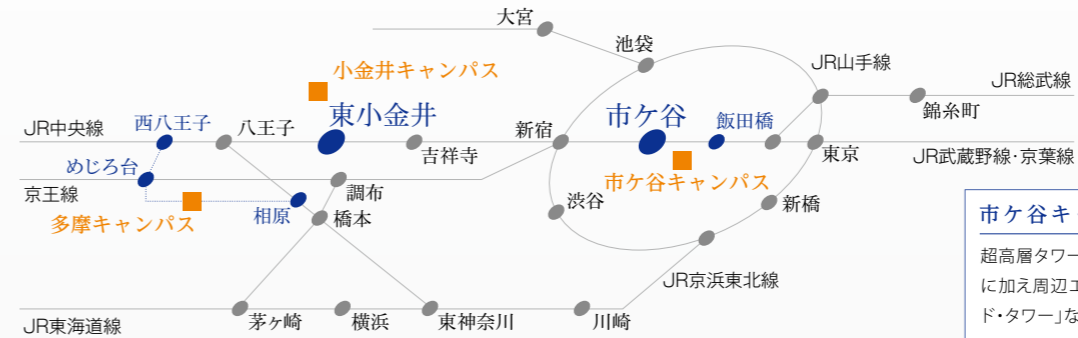 大宮
池袋
小金井キャンパス
JR山手線
JR総武線
錦糸町
JR中央線
西八王子
八王子
東小金井
吉祥寺
新宿
市ケ谷
飯田橋
東京
JR武蔵野線・京葉線
めじろ台
京王線
多摩キャンパス
相原
調布
橋本
市ケ谷キャンパス
渋谷
新橋
JR京浜東北線
JR東海道線
茅ヶ崎
横浜
東神奈川
川崎
市ケ谷キ
超高層タワー
に加え周辺エ
ド・タワー」な